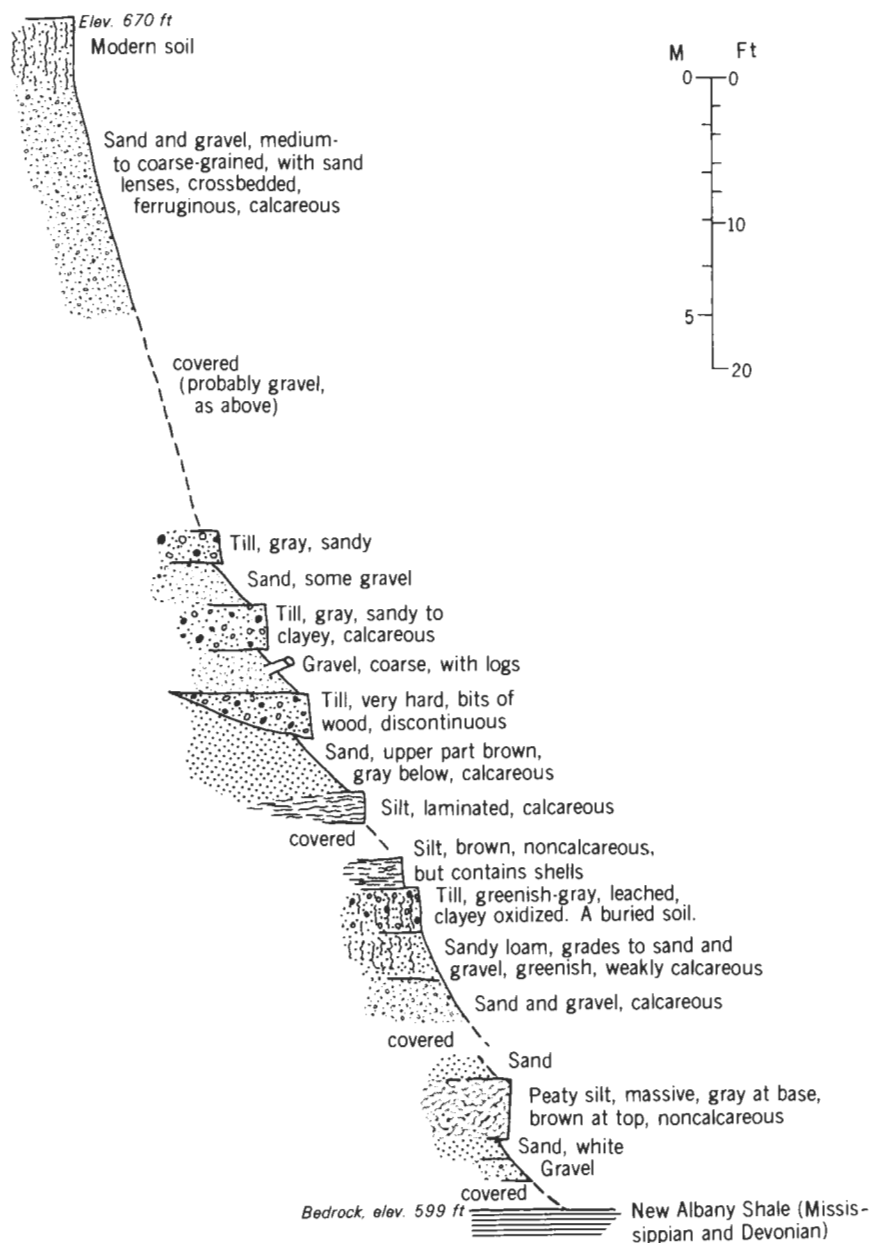 Elev. 670 ft
Modern soil
M Ft
0 0
10
5
20
Sand and gravel, medium-
to coarse-grained, with sand
lenses, crossbedded,
ferruginous, calcareous
covered
(probably gravel,
as above)
Till, gray, sandy
Sand, some gravel
Till, gray, sandy to
clayey, calcareous
Gravel, coarse, with logs
Till, very hard, bits of
wood, discontinuous
Sand, upper part brown,
gray below, calcareous
Silt, laminated, calcareous
covered
Silt, brown, noncalcareous,
but contains shells
Till, greenish-gray, leached,
clayey oxidized. A buried soil.
Sandy loam, grades to sand and
gravel, greenish, weakly calcareous
Sand and gravel, calcareous
covered
Sand
Peaty silt, massive, gray at base,
brown at top, noncalcareous
Sand, white
Gravel
covered
Bedrock, elev. 599 ft
New Albany Shale (Missis-
sippian and Devonian)